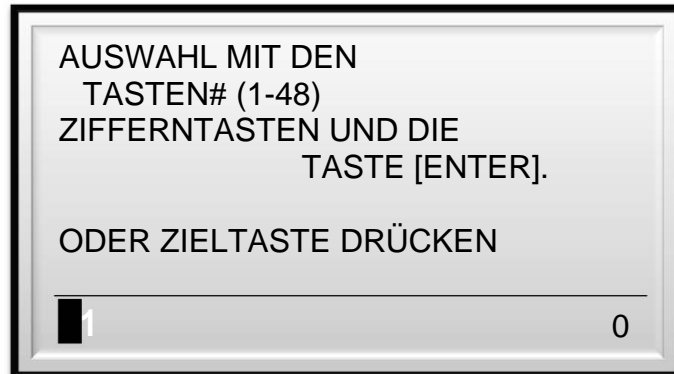 AUSWAHL MIT DEN
TASTEN# (1-48)
ZIFFERNTASTEN UND DIE
TASTE [ENTER].
ODER ZIELTASTE DRÜCKEN
1 0